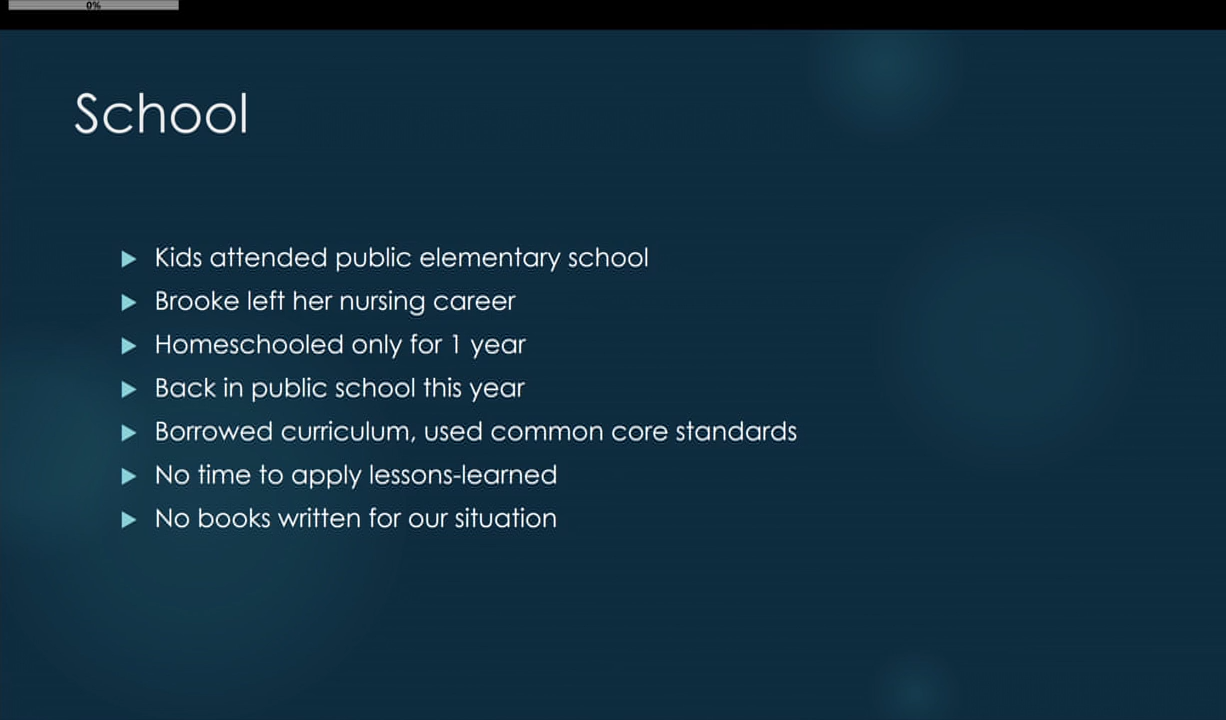 0%
School
Kids attended public elementary school
Brooke left her nursing career
Homeschooled only for 1 year
Back in public school this year
Borrowed curriculum, used common core standards
No time to apply lessons-learned
No books written for our situation